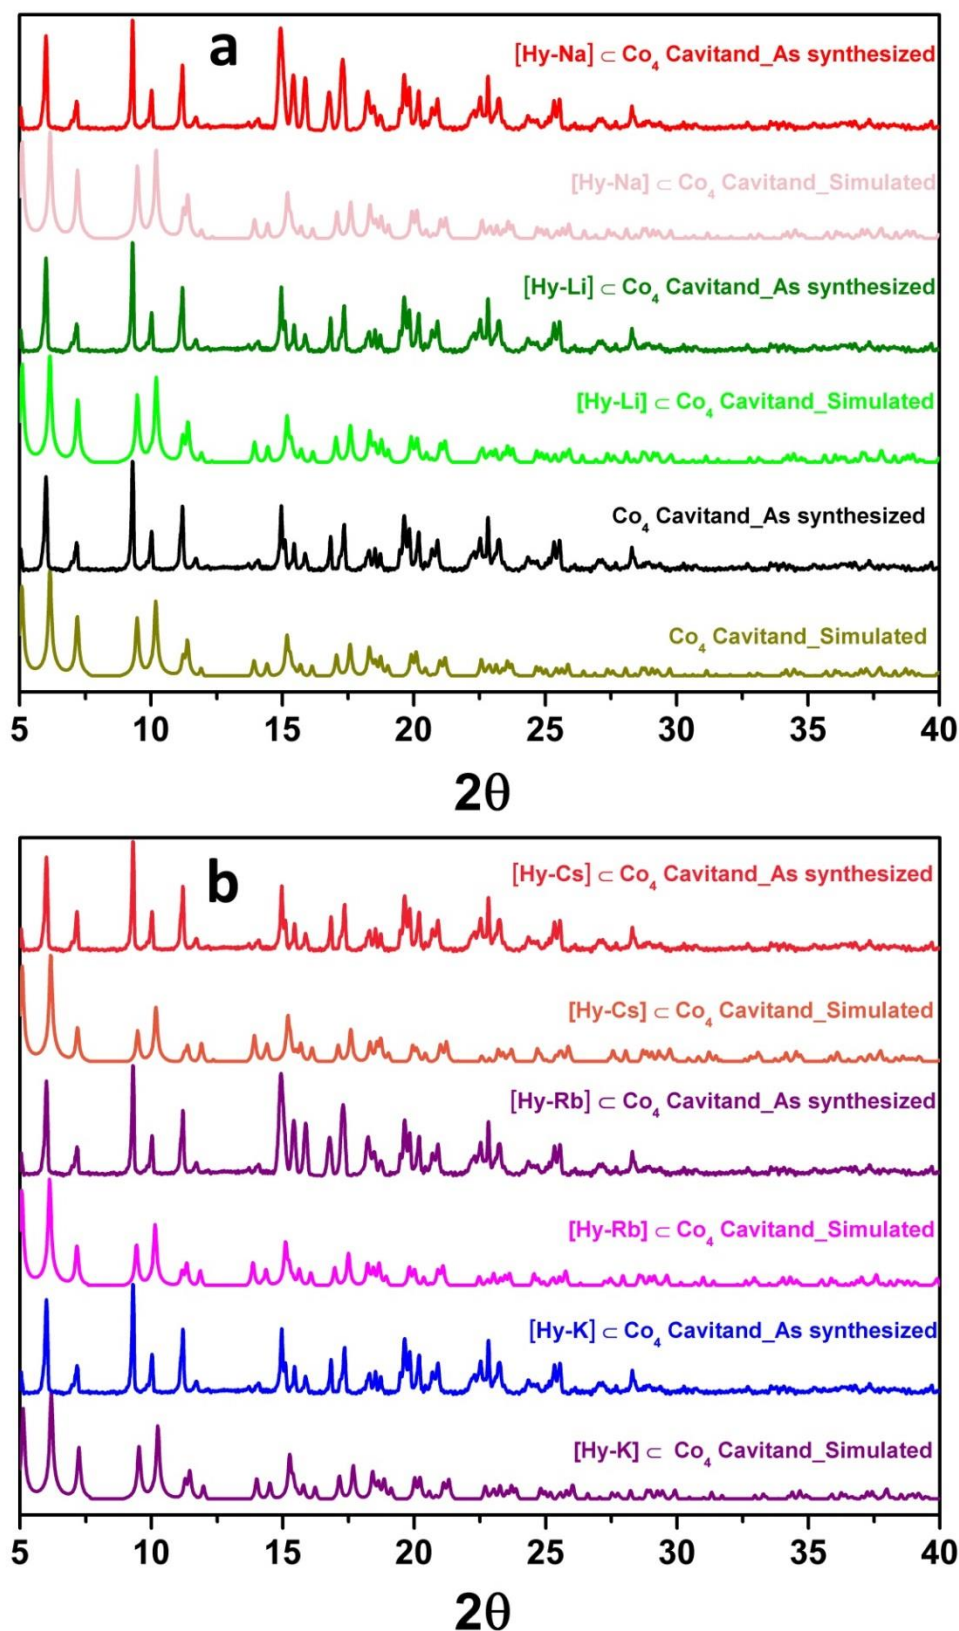 a
[Hy-Na] ⊂ Co₄ Cavitand_As synthesized
[Hy-Na] ⊂ Co₄ Cavitand_Simulated
[Hy-Li] ⊂ Co₄ Cavitand_As synthesized
[Hy-Li] ⊂ Co₄ Cavitand_Simulated
Co₄ Cavitand_As synthesized
Co₄ Cavitand_Simulated
5 10 15 20 25 30 35 40
2θ
b
[Hy-Cs] ⊂ Co₄ Cavitand_As synthesized
[Hy-Cs] ⊂ Co₄ Cavitand_Simulated
[Hy-Rb] ⊂ Co₄ Cavitand_As synthesized
[Hy-Rb] ⊂ Co₄ Cavitand_Simulated
[Hy-K] ⊂ Co₄ Cavitand_As synthesized
[Hy-K] ⊂ Co₄ Cavitand_Simulated
5 10 15 20 25 30 35 40
2θ